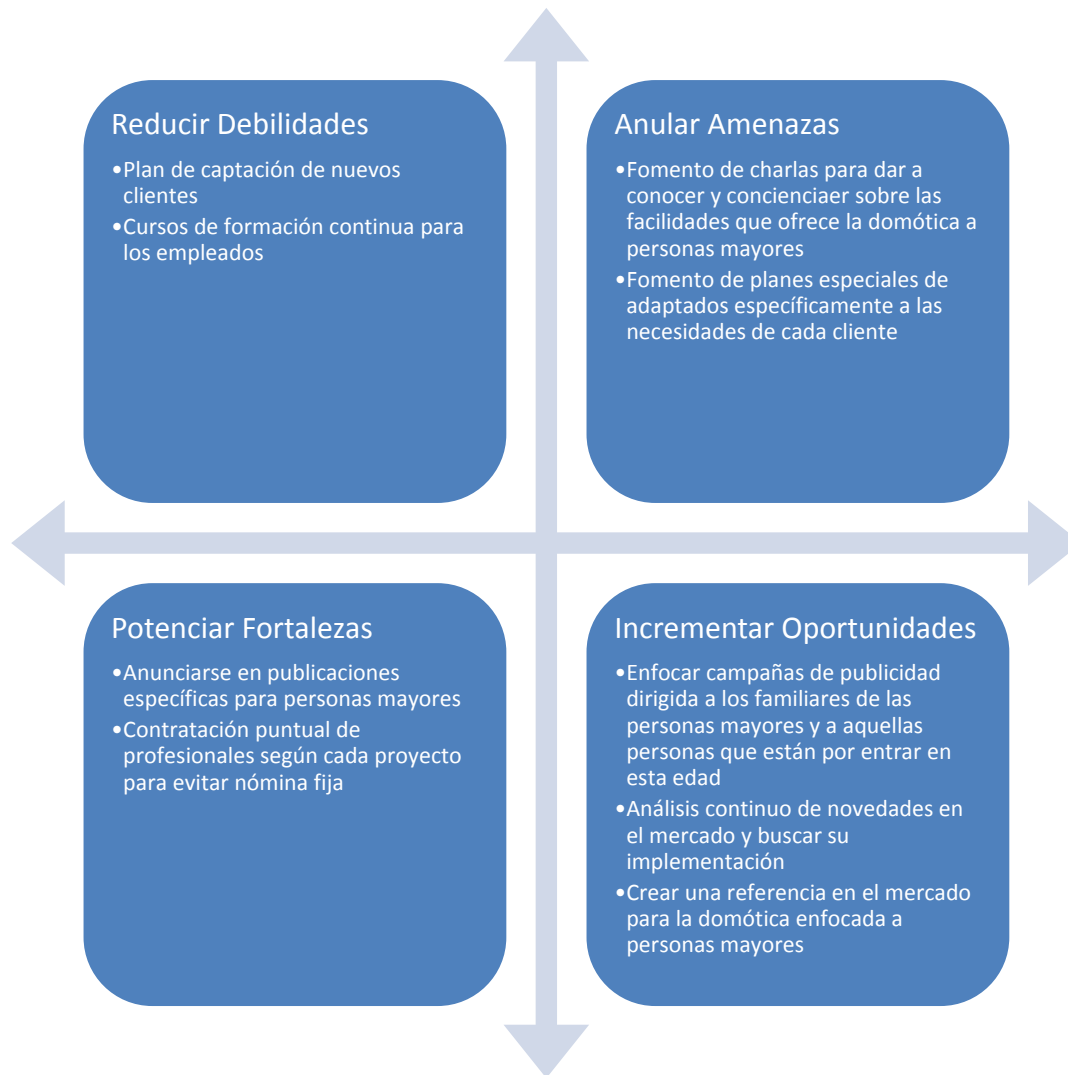 Reducir Debilidades
•Plan de captación de nuevos
clientes
•Cursos de formación continua para
los empleados
Anular Amenazas
•Fomento de charlas para dar a
conocer y concienciaer sobre las
facilidades que ofrece la domótica a
personas mayores
•Fomento de planes especiales de
adaptados específicamente a las
necesidades de cada cliente
Potenciar Fortalezas
•Anunciarse en publicaciones
específicas para personas mayores
•Contratación puntual de
profesionales según cada proyecto
para evitar nómina fija
Incrementar Oportunidades
•Enfocar campañas de publicidad
dirigida a los familiares de las
personas mayores y a aquellas
personas que están por entrar en
esta edad
•Análisis continuo de novedades en
el mercado y buscar su
implementación
•Crear una referencia en el mercado
para la domótica enfocada a
personas mayores